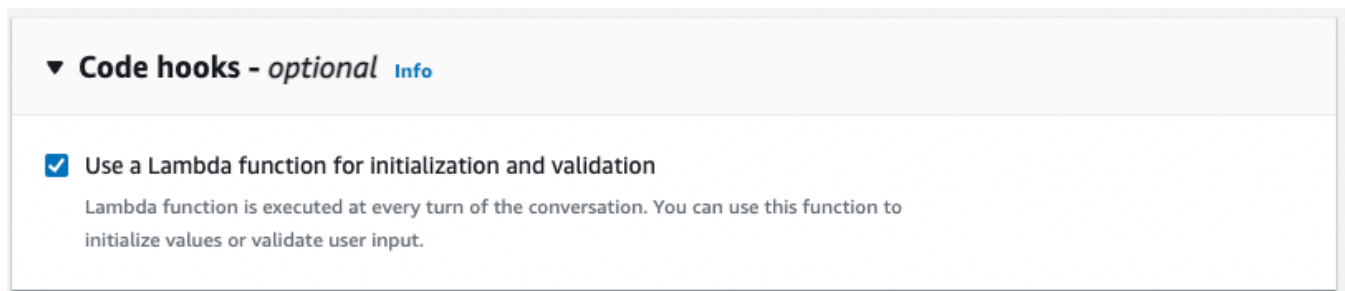 Code hooks - optional Info
Use a Lambda function for initialization and validation
Lambda function is executed at every turn of the conversation. You can use this function to
initialize values or validate user input.